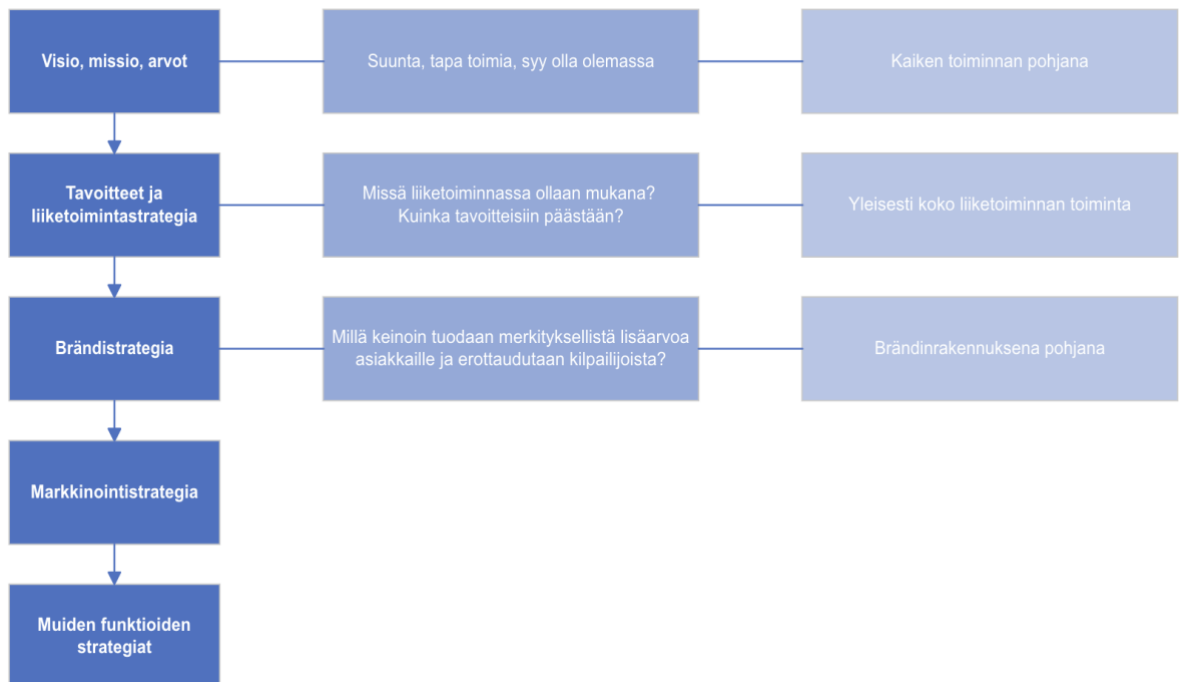 Visio, missio, arvot
Suunta, tapa toimia, syy olla olemassa
Kaiken toiminnan pohjana
Tavoitteet ja
liiketoimintastrategia
Missä liiketoiminnassa ollaan mukana?
Kuinka tavoitteisiin päästään?
Yleisesti koko liiketoiminnan toiminta
Brändistrategia
Millä keinoin tuodaan merkityksellistä lisäarvoa
asiakkaille ja erottaudutaan kilpailijoista?
Brändinrakennuksena pohjana
Markkinointistrategia
Muiden funktioiden
strategiat